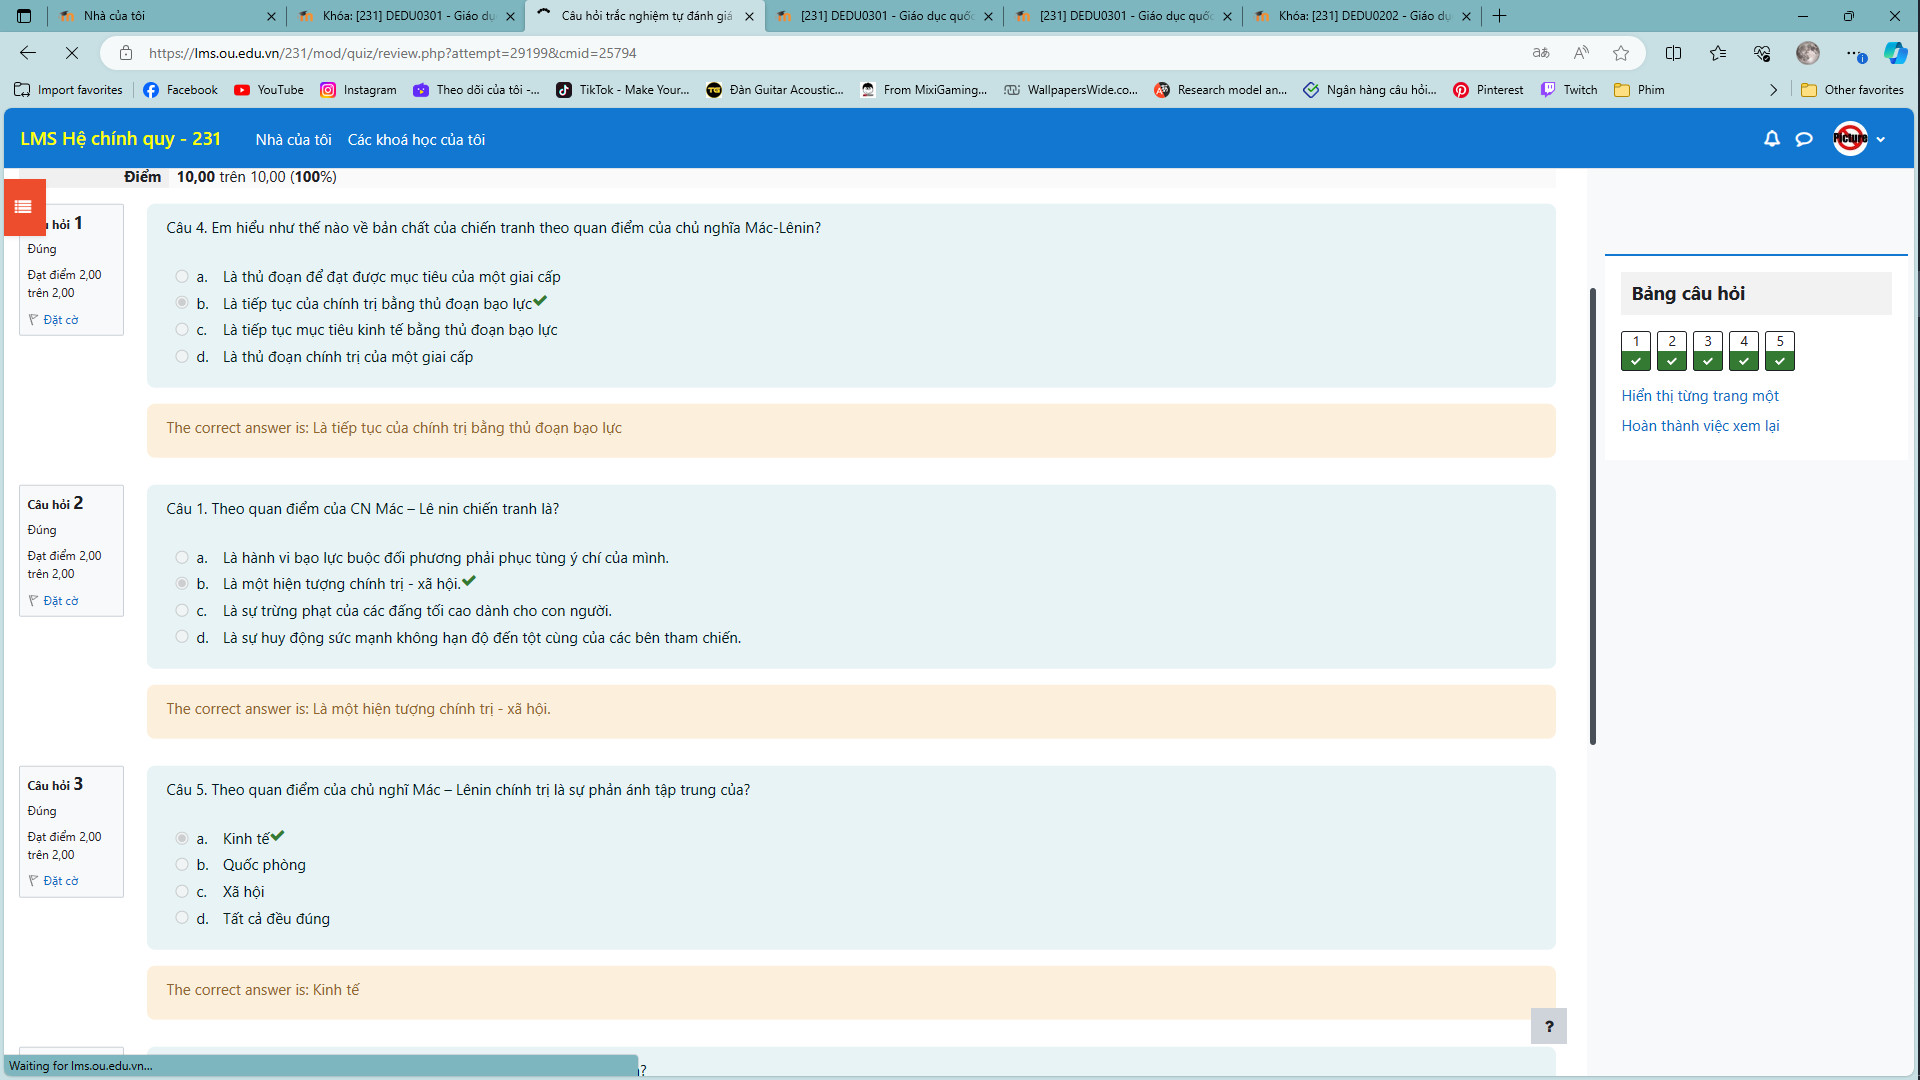 Nhà của tôi
Khóa: [231] DEDU0301 - Giáo dụ
Câu hỏi trắc nghiệm tự đánh giá
[231] DEDU0301 - Giáo dục quốc
[231] DEDU0301 - Giáo dục quốc
Khóa: [231] DEDU0202 - Giáo dụ
https://lms.ou.edu.vn/231/mod/quiz/review.php?attempt=29199&cmid=25794
Import favorites
Facebook
YouTube
Instagram
Theo dõi của tôi -...
TikTok - Make Your...
Đàn Guitar Acoustic...
From MixiGaming...
WallpapersWide.co...
Research model an...
Ngân hàng câu hỏi...
Pinterest
Twitch
Phim
Other favorites
LMS Hệ chính quy - 231
Nhà của tôi
Các khoá học của tôi
Picture
Điểm 10,00 trên 10,00 (100%)
hỏi 1
Đúng
Đạt điểm 2,00
trên 2,00
Đặt cờ
Câu 4. Em hiểu như thế nào về bản chất của chiến tranh theo quan điểm của chủ nghĩa Mác-Lênin?
a. Là thủ đoạn để đạt được mục tiêu của một giai cấp
b. Là tiếp tục của chính trị bằng thủ đoạn bạo lực
c. Là tiếp tục mục tiêu kinh tế bằng thủ đoạn bạo lực
d. Là thủ đoạn chính trị của một giai cấp
The correct answer is: Là tiếp tục của chính trị bằng thủ đoạn bạo lực
Câu hỏi 2
Đúng
Đạt điểm 2,00
trên 2,00
Đặt cờ
Câu 1. Theo quan điểm của CN Mác – Lê nin chiến tranh là?
a. Là hành vi bạo lực buộc đối phương phải phục tùng ý chí của mình.
b. Là một hiện tượng chính trị - xã hội.
c. Là sự trừng phạt của các đấng tối cao dành cho con người.
d. Là sự huy động sức mạnh không hạn độ đến tột cùng của các bên tham chiến.
The correct answer is: Là một hiện tượng chính trị - xã hội.
Câu hỏi 3
Đúng
Đạt điểm 2,00
trên 2,00
Đặt cờ
Câu 5. Theo quan điểm của chủ nghĩ Mác – Lênin chính trị là sự phản ánh tập trung của?
a. Kinh tế
b. Quốc phòng
c. Xã hội
d. Tất cả đều đúng
The correct answer is: Kinh tế
Bảng câu hỏi
1 2 3 4 5
Hiển thị từng trang một
Hoàn thành việc xem lại
?
Waiting for lms.ou.edu.vn...